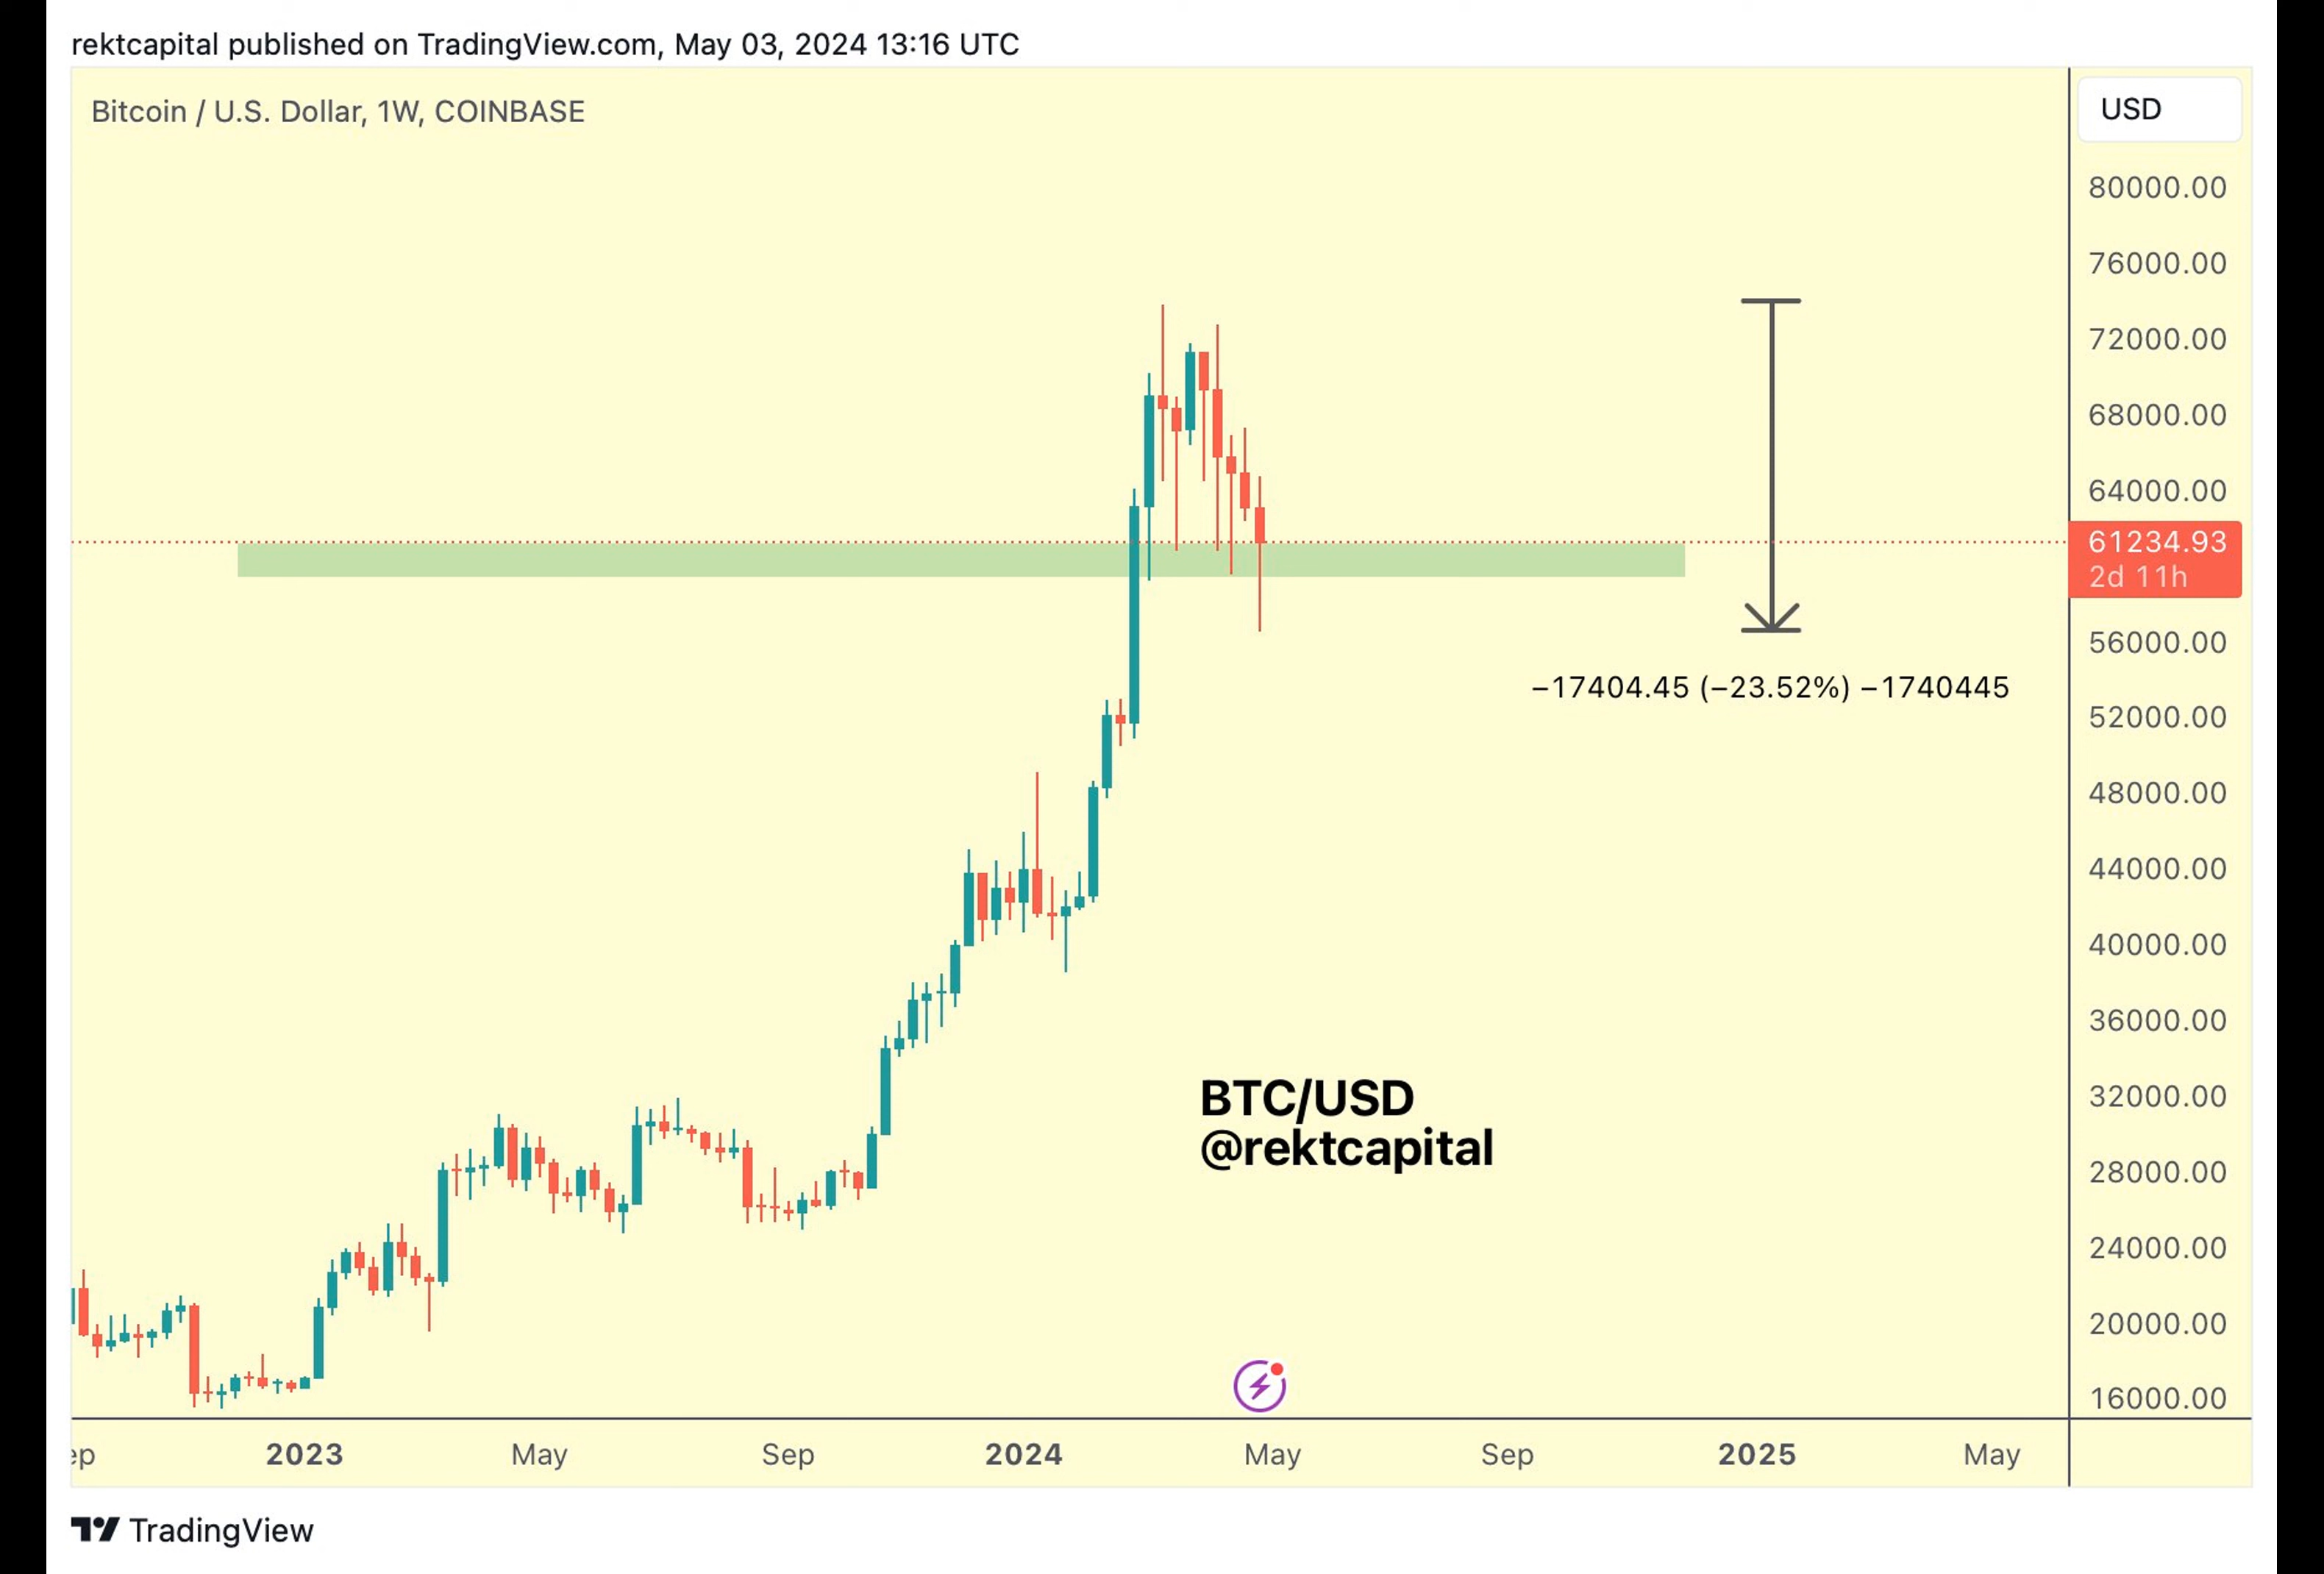 rektcapital published on TradingView.com, May 03, 2024 13:16 UTC
Bitcoin / U.S. Dollar, 1W, COINBASE
USD
80000.00
76000.00
72000.00
68000.00
64000.00
61234.93
2d 11h
56000.00
−17404.45 (−23.52%) −1740445
52000.00
48000.00
44000.00
40000.00
36000.00
32000.00
BTC/USD
@rektcapital
28000.00
24000.00
20000.00
16000.00
ep 2023 May Sep 2024 May Sep 2025 May
TradingView